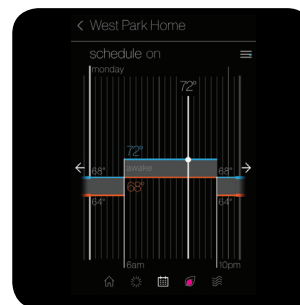 < West Park Home
schedule on
monday
72°
72°
awake
68° 68°
68°
64° 64°
6am 10pm